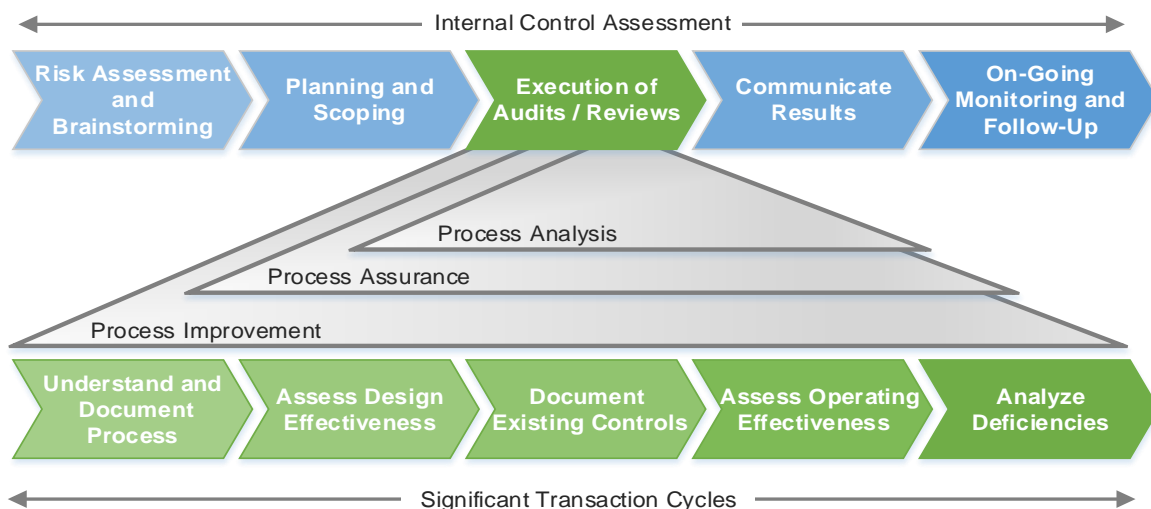 Internal Control Assessment
Risk Assessment
and
Brainstorming
Planning and
Scoping
Execution of
Audits / Reviews
Communicate
Results
On-Going
Monitoring and
Follow-Up
Process Analysis
Process Assurance
Process Improvement
Understand and
Document
Process
Assess Design
Effectiveness
Document
Existing Controls
Assess Operating
Effectiveness
Analyze
Deficiencies
Significant Transaction Cycles